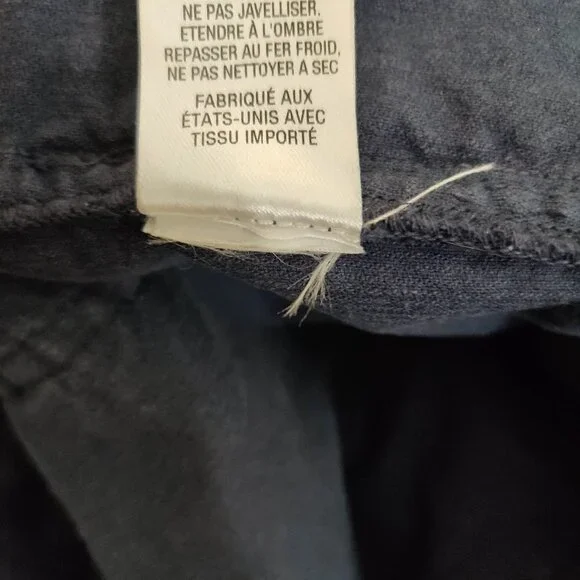 NE PAS JAVELLISER.
ETENDRE À L'OMBRE
REPASSER AU FER FROID,
NE PAS NETTOYER A SEC
FABRIQUÉ AUX
ÉTATS-UNIS AVEC
TISSU IMPORTÉ